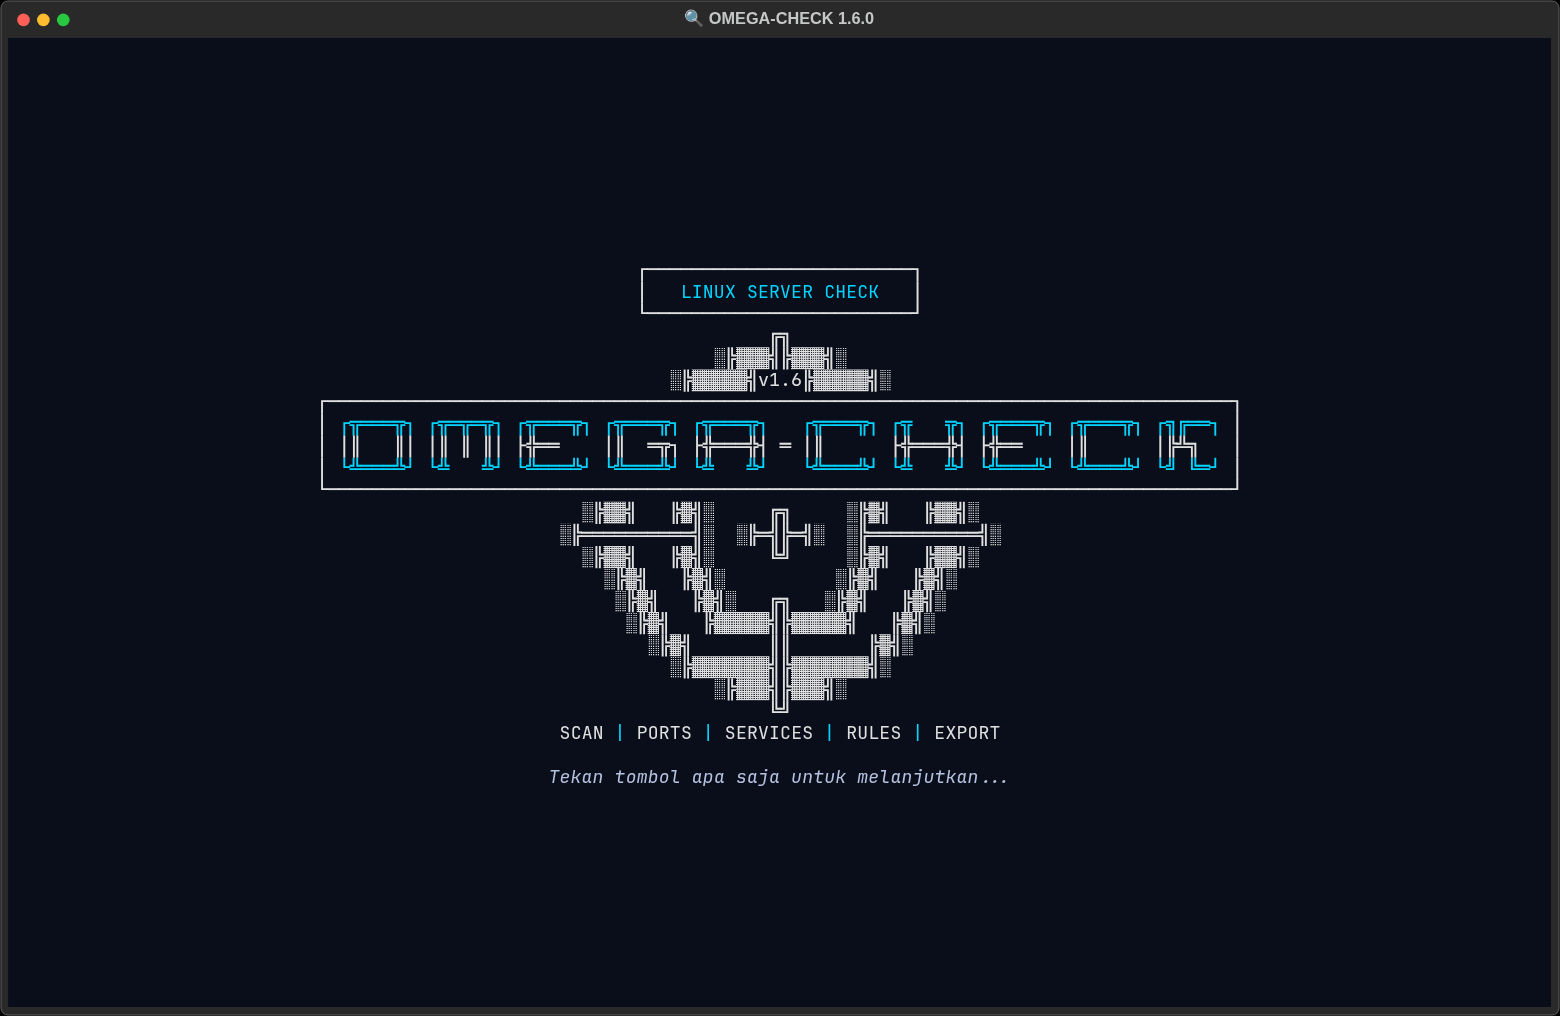 🔍 OMEGA-CHECK 1.6.0
LINUX SERVER CHECK
v1.6
OMEGA-CHECK
SCAN | PORTS | SERVICES | RULES | EXPORT
Tekan tombol apa saja untuk melanjutkan...